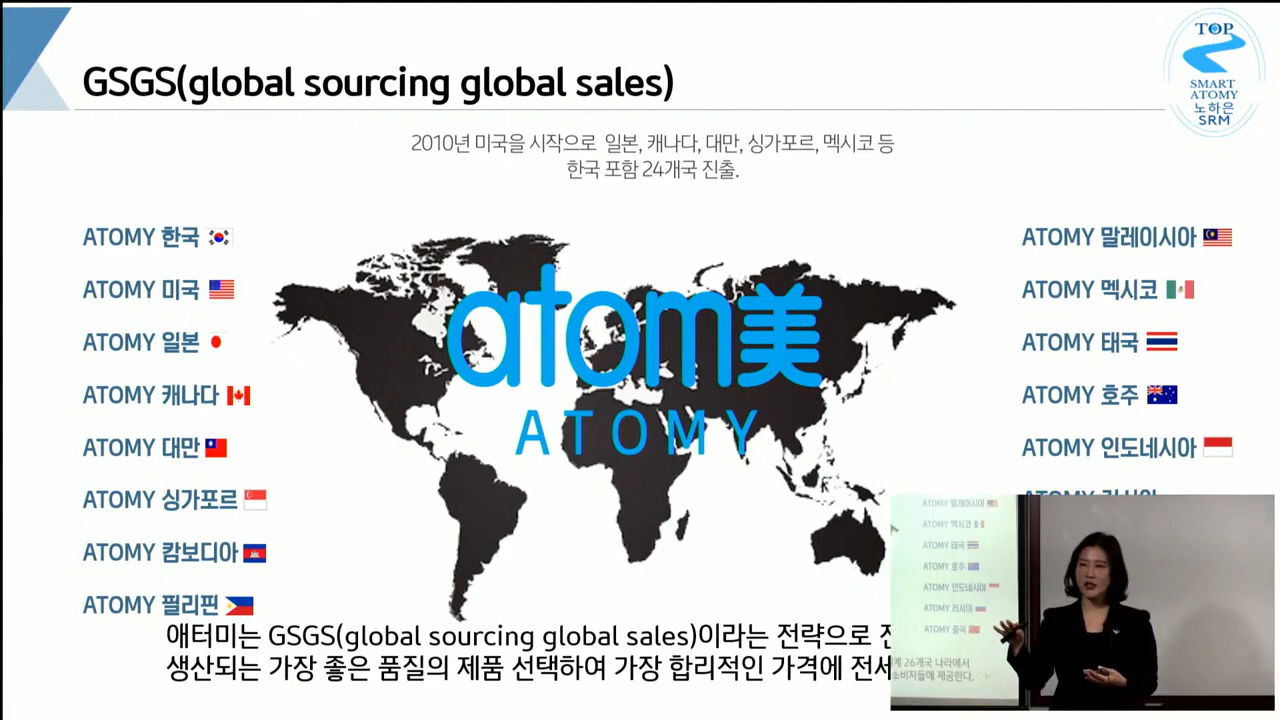 GSGS(global sourcing global sales)
TOP
SMART
ATOMY
노하은
SRM
2010년 미국을 시작으로 일본, 캐나다, 대만, 싱가포르, 멕시코 등
한국 포함 24개국 진출.
ATOMY 한국
ATOMY 미국
ATOMY 일본
ATOMY 캐나다
ATOMY 대만
ATOMY 싱가포르
ATOMY 캄보디아
ATOMY 필리핀
atom美
ATOMY
ATOMY 말레이시아
ATOMY 멕시코
ATOMY 태국
ATOMY 호주
ATOMY 인도네시아
애터미는 GSGS(global sourcing global sales)이라는 전략으로
생산되는 가장 좋은 품질의 제품 선택하여 가장 합리적인 가격에 전세
ATOMY 말레이시아
ATOMY 멕시코
ATOMY 태국
ATOMY 호주
ATOMY 인도네시아
ATOMY 러시아
ATOMY 중국
계 26개국 나라에서
소비자들에 제공한다.